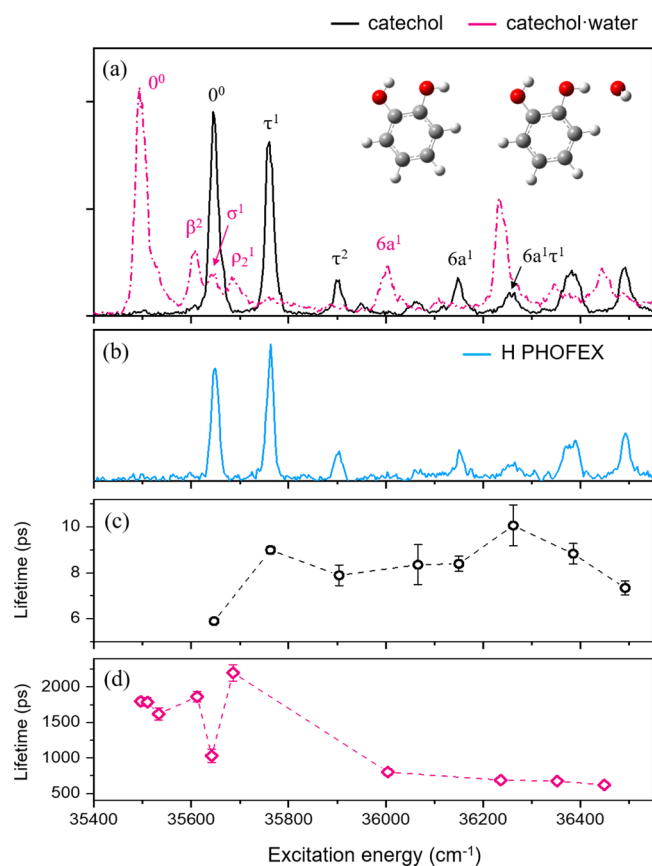 catechol catechol·water
(a)
0⁰
0⁰
τ¹
β²
σ¹
ρ₂¹
τ²
6a¹
6a¹
6a¹τ¹
(b)
H PHOFEX
(c)
Lifetime (ps)
10
8
6
(d)
Lifetime (ps)
2000
1500
1000
500
35400 35600 35800 36000 36200 36400
Excitation energy (cm⁻¹)